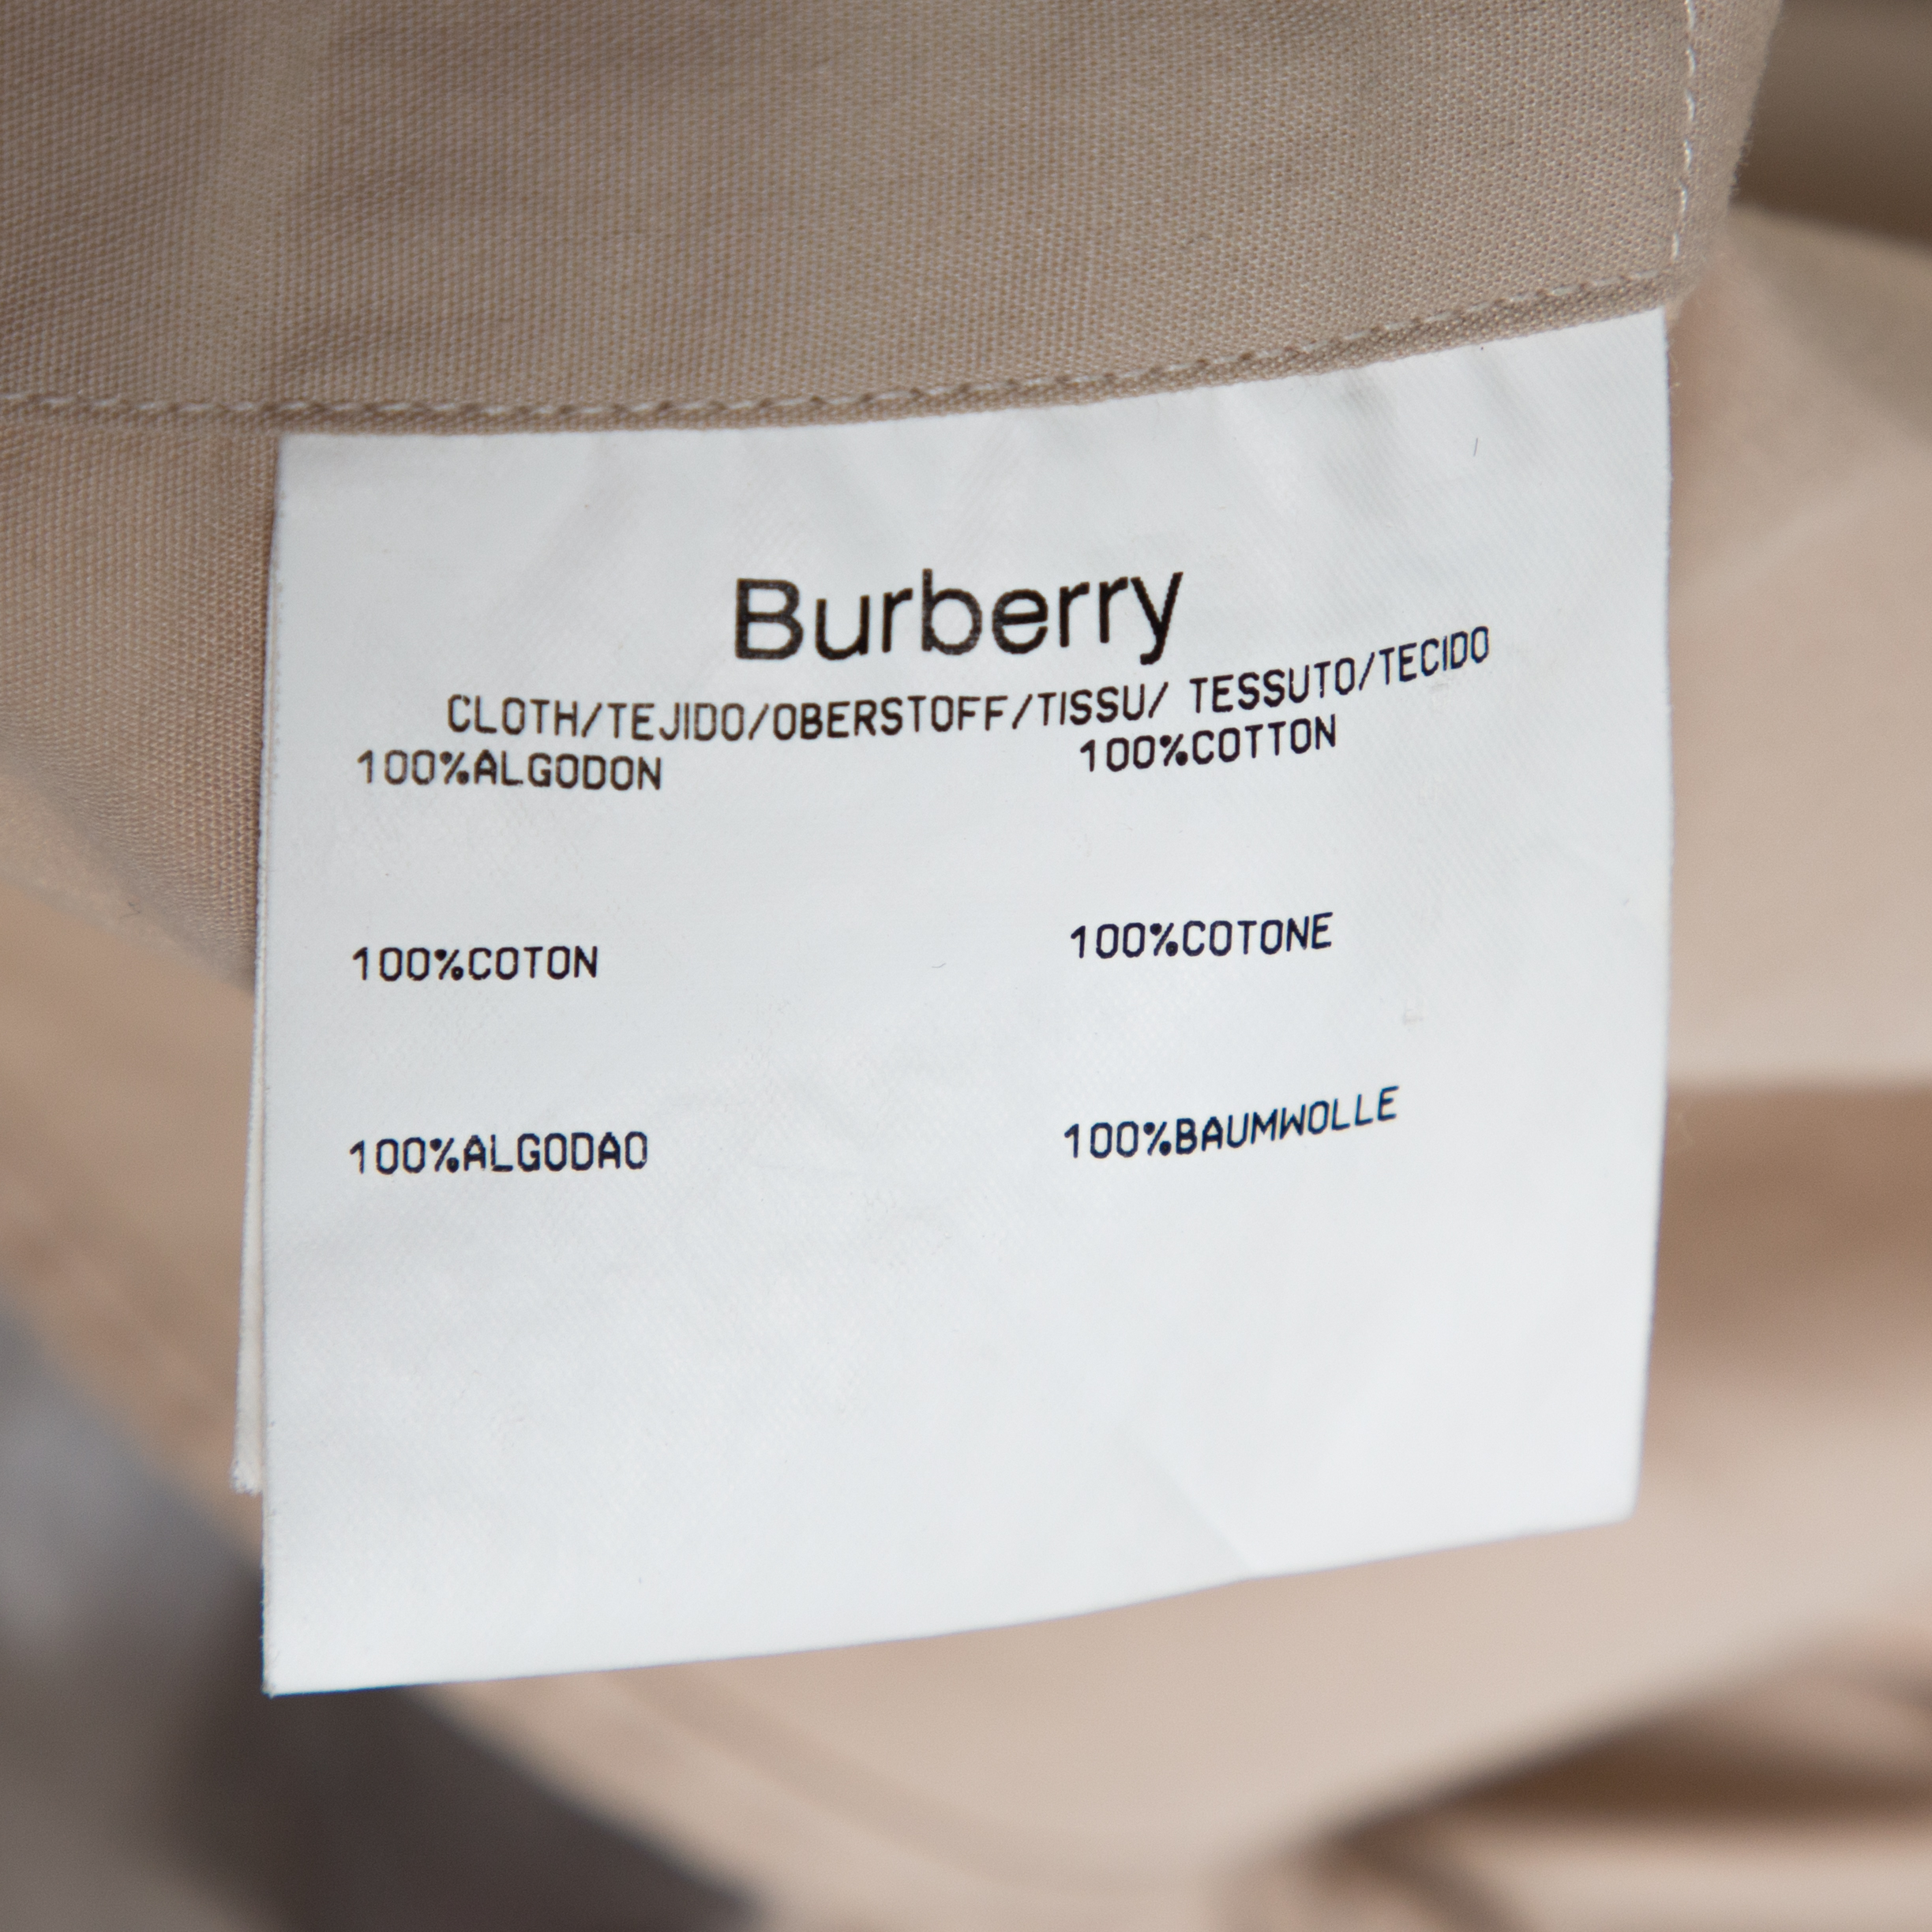 Burberry
CLOTH/TEJIDO/OBERSTOFF/TISSU/ TESSUTO/TECIDO
100%ALGODON 100%COTTON
100%COTON 100%COTONE
100%ALGODAO 100%BAUMWOLLE